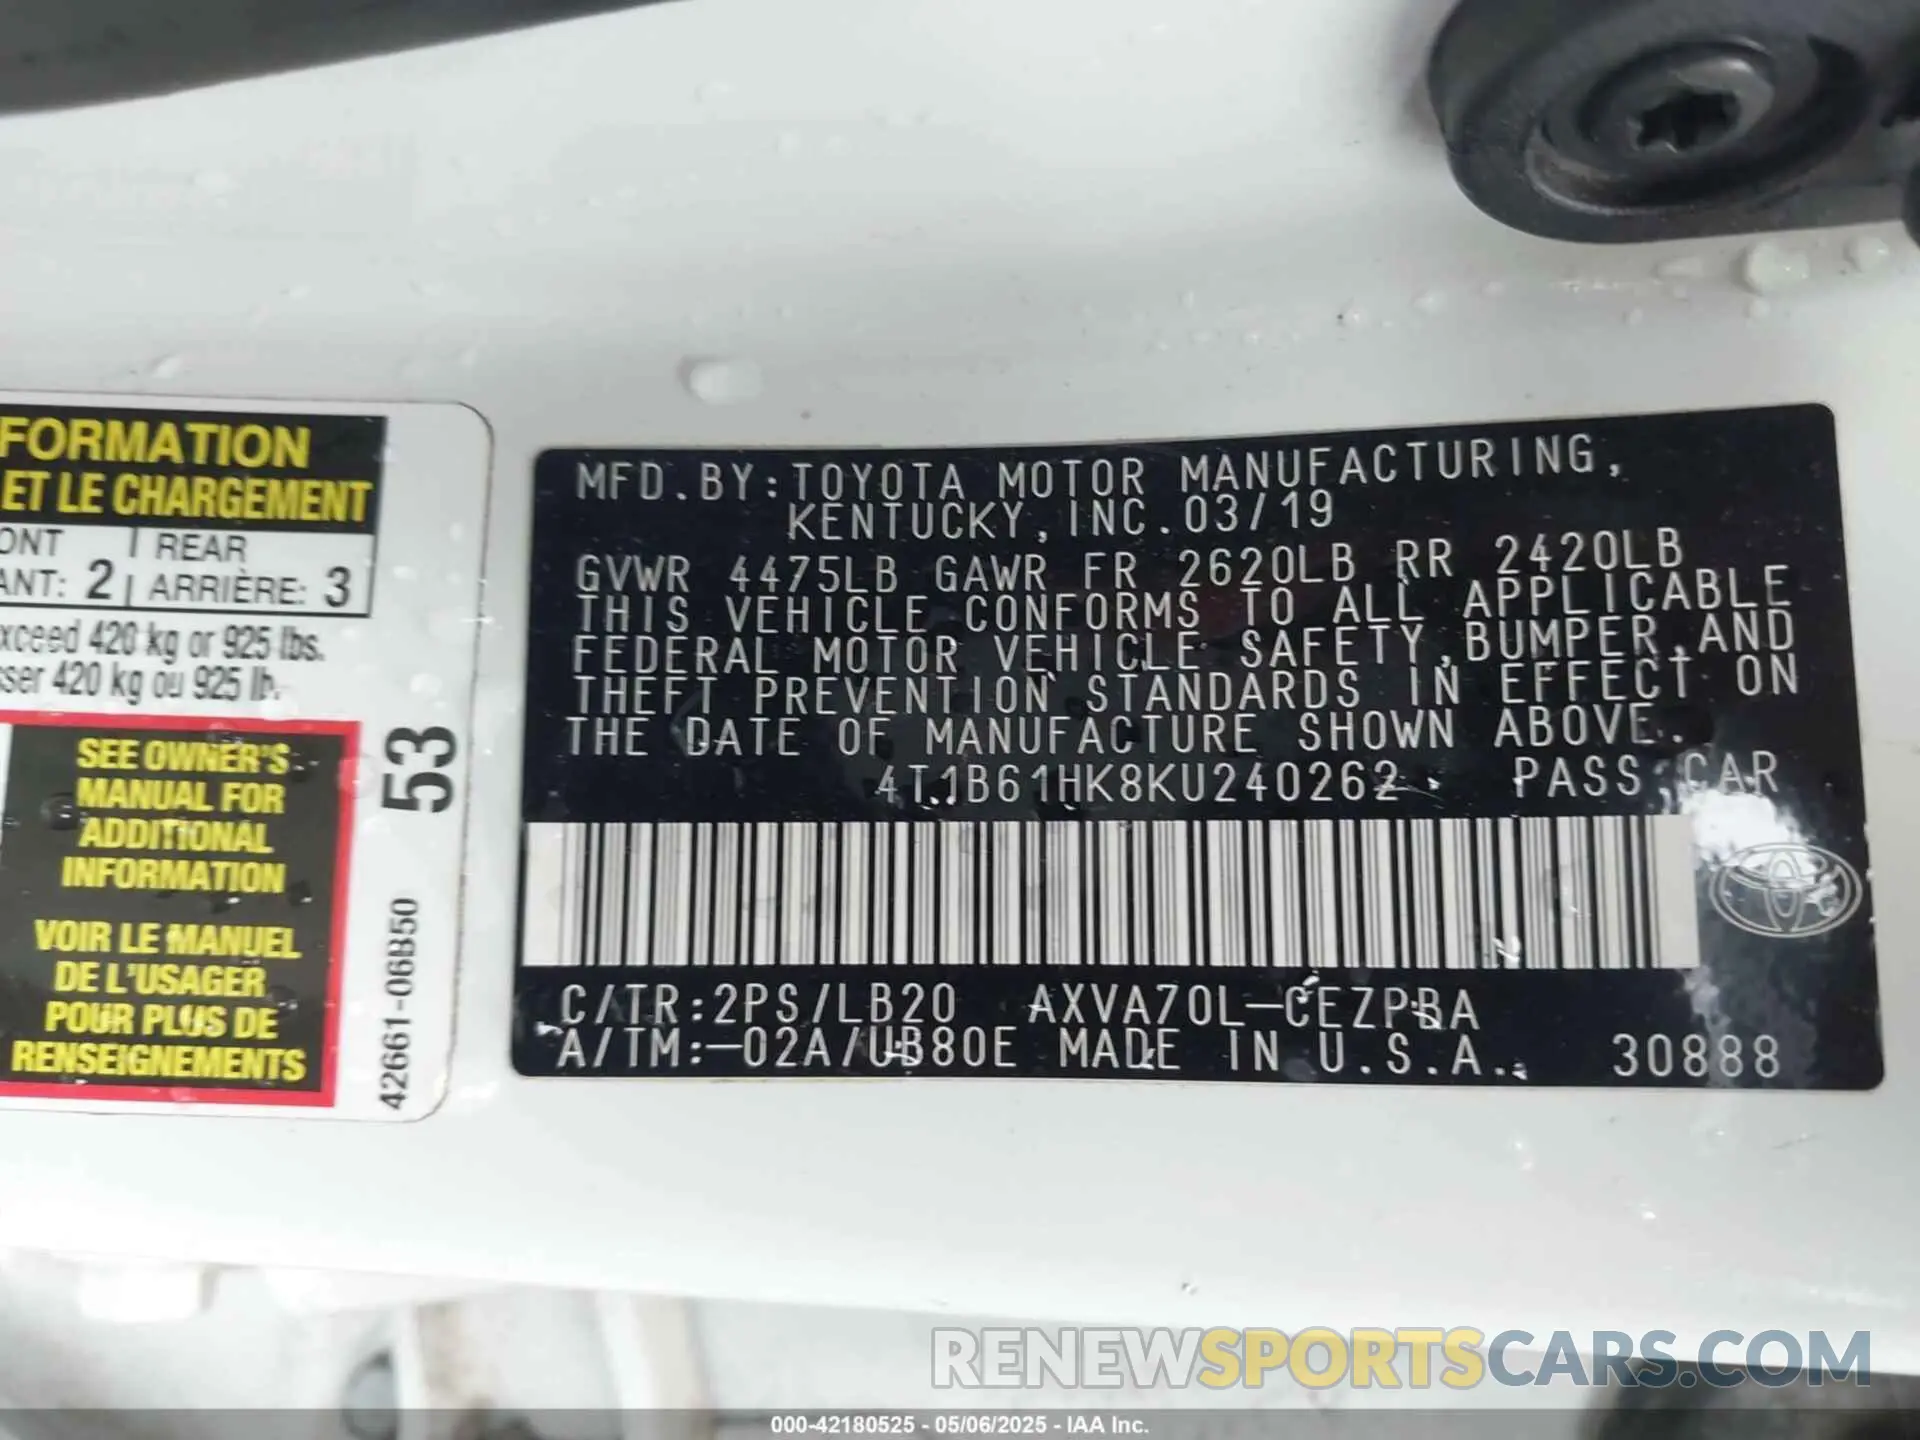 FORMATION
ET LE CHARGEMENT
ONT | REAR
ANT: 2 | ARRIÈRE: 3
xceed 420 kg or 925 lbs.
sser 420 kg ou 925 lb.
SEE OWNER'S
MANUAL FOR
ADDITIONAL
INFORMATION
VOIR LE MANUEL
DE L'USAGER
POUR PLUS DE
RENSEIGNEMENTS
53
42661-06B50
MFD.BY:TOYOTA MOTOR MANUFACTURING,
KENTUCKY,INC.03/19
GVWR 4475LB GAWR FR 2620LB RR 2420LB
THIS VEHICLE CONFORMS TO ALL APPLICABLE
FEDERAL MOTOR VEHICLE SAFETY,BUMPER,AND
THEFT PREVENTION STANDARDS IN EFFECT ON
THE DATE OF MANUFACTURE SHOWN ABOVE.
4T1B61HK8KU240262 PASS CAR
C/TR:2PS/LB20 AXVA70L-CEZPBA
A/TM:-02A/UB80E MADE IN U.S.A. 30888
RENEWSPORTSCARS.COM
000-42180525 - 05/06/2025 - IAA Inc.